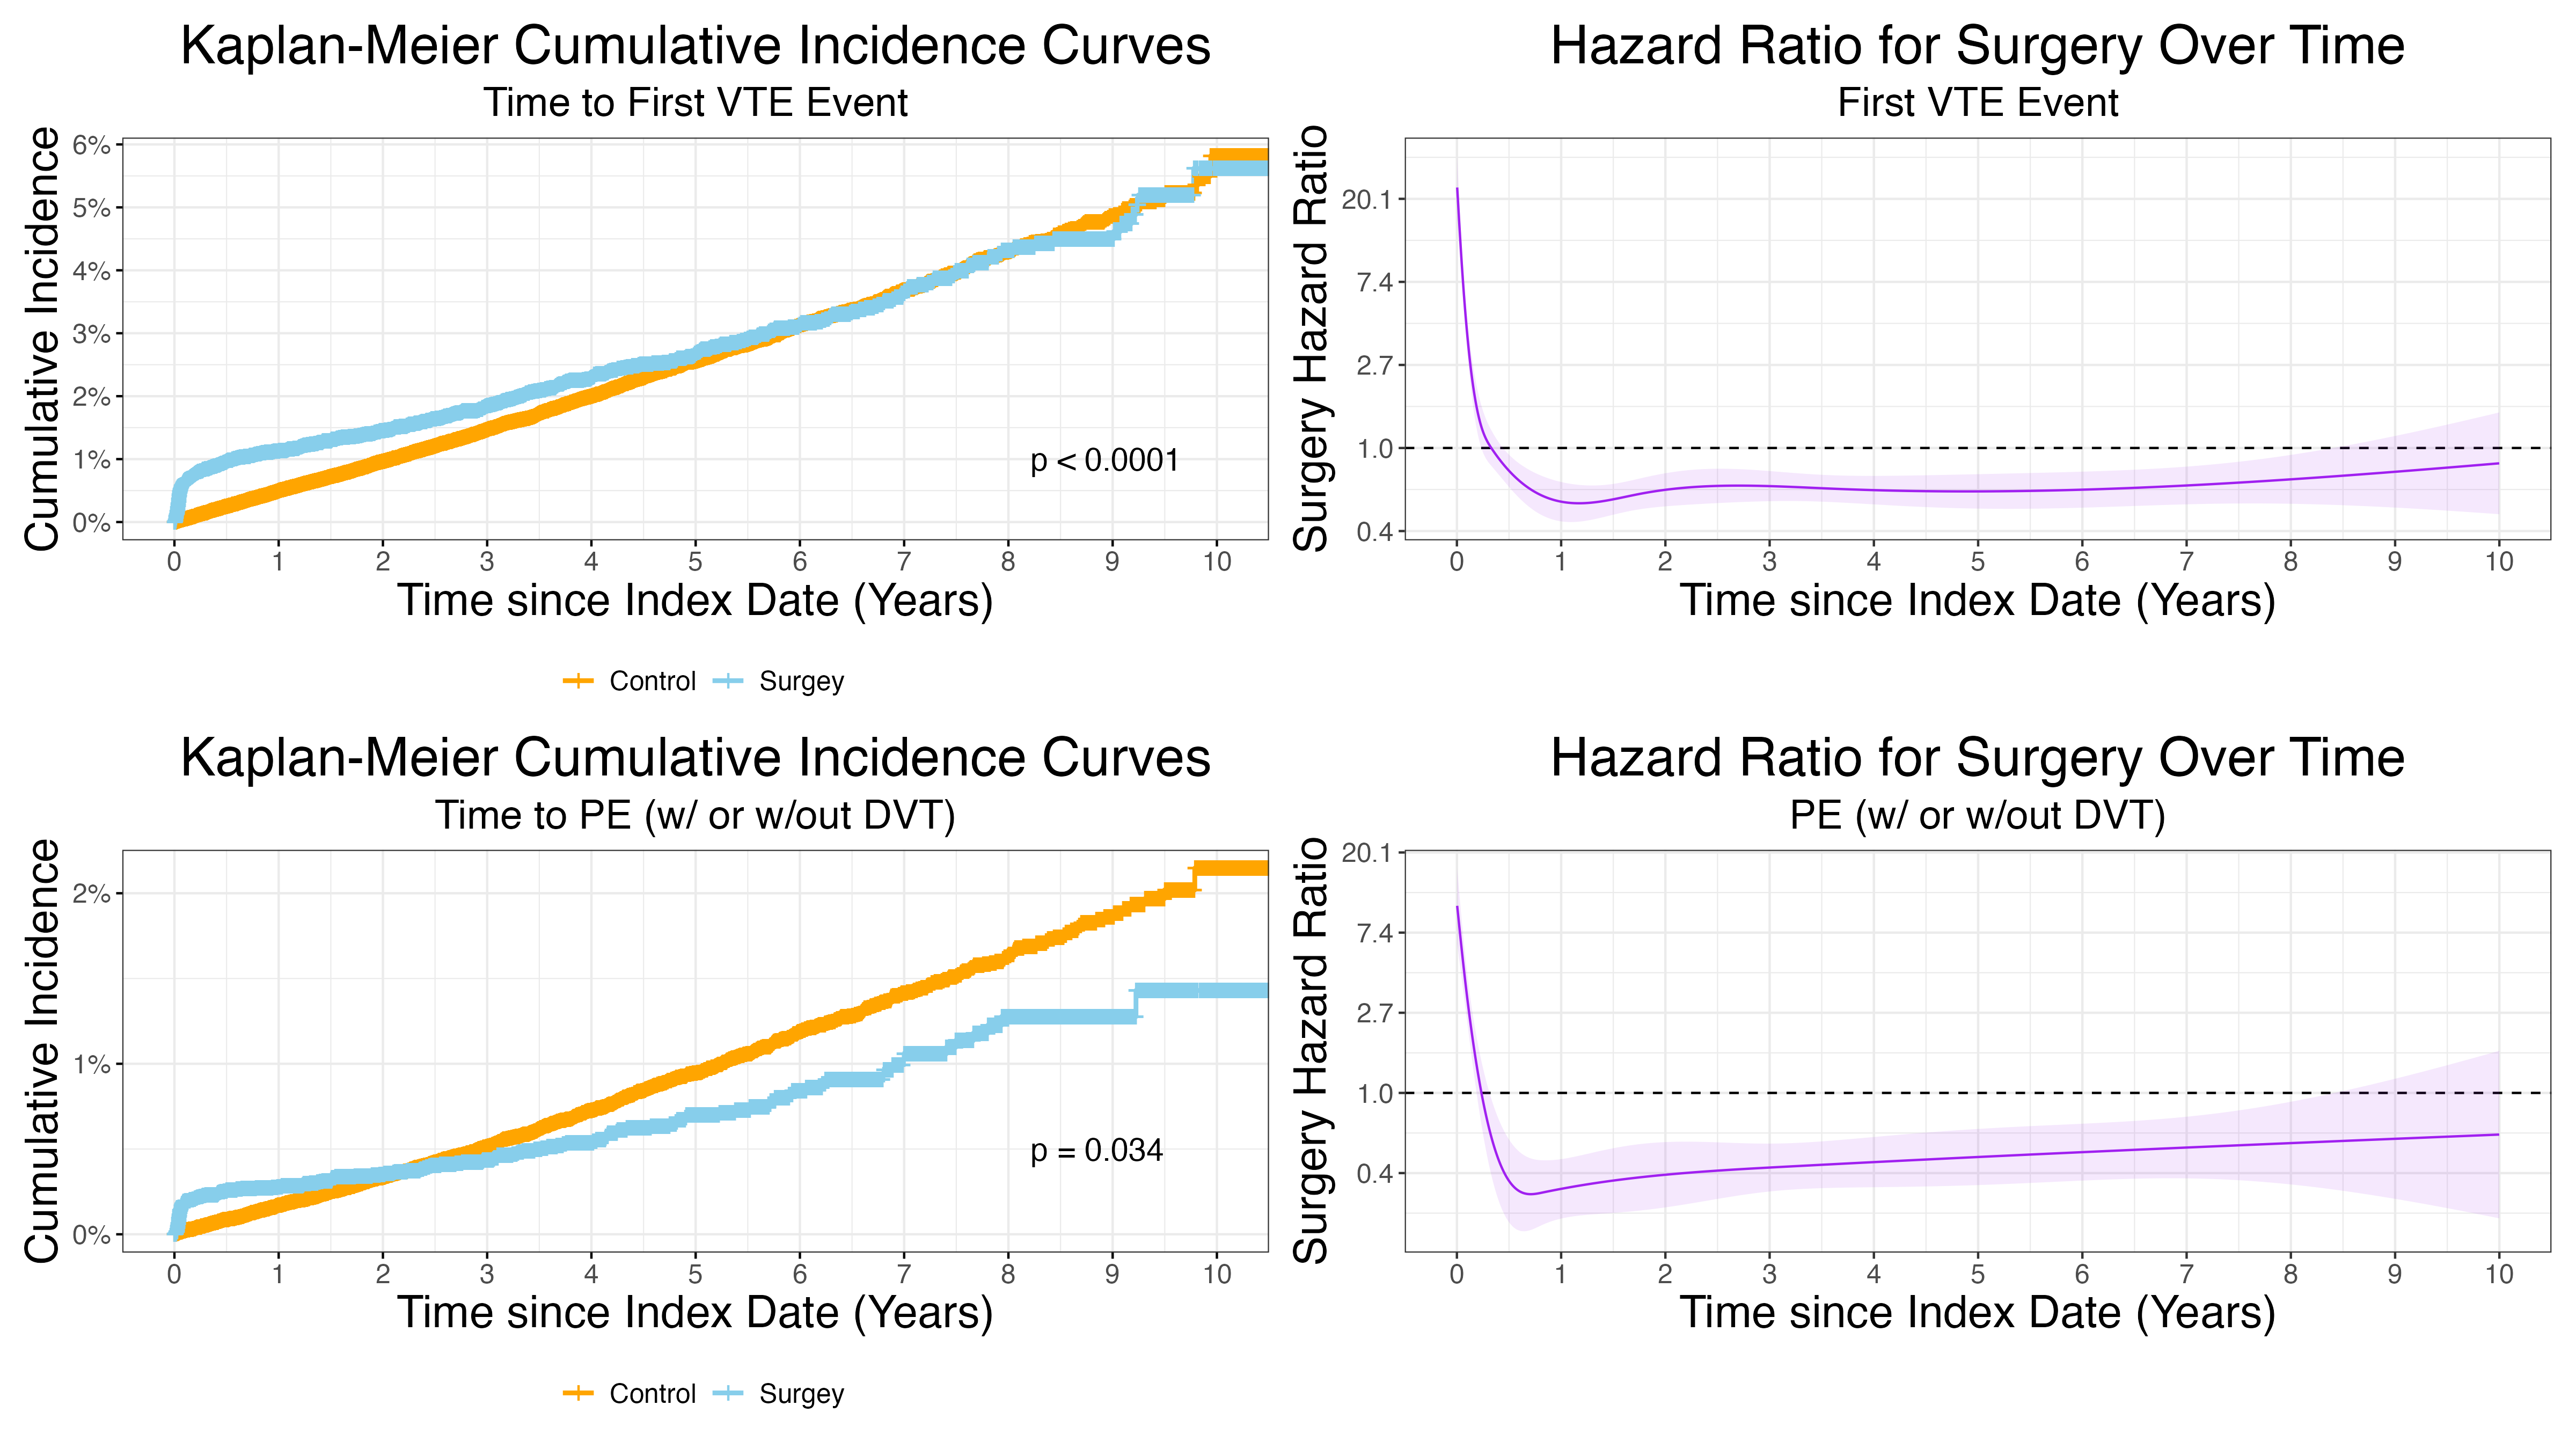 Kaplan-Meier Cumulative Incidence Curves
Time to First VTE Event
Cumulative Incidence
6%
5%
4%
3%
2%
1%
0%
p < 0.0001
0 1 2 3 4 5 6 7 8 9 10
Time since Index Date (Years)
Control Surgey
Hazard Ratio for Surgery Over Time
First VTE Event
Surgery Hazard Ratio
20.1
7.4
2.7
1.0
0.4
0 1 2 3 4 5 6 7 8 9 10
Time since Index Date (Years)
Kaplan-Meier Cumulative Incidence Curves
Time to PE (w/ or w/out DVT)
Cumulative Incidence
2%
1%
0%
p = 0.034
0 1 2 3 4 5 6 7 8 9 10
Time since Index Date (Years)
Control Surgey
Hazard Ratio for Surgery Over Time
PE (w/ or w/out DVT)
Surgery Hazard Ratio
20.1
7.4
2.7
1.0
0.4
0 1 2 3 4 5 6 7 8 9 10
Time since Index Date (Years)